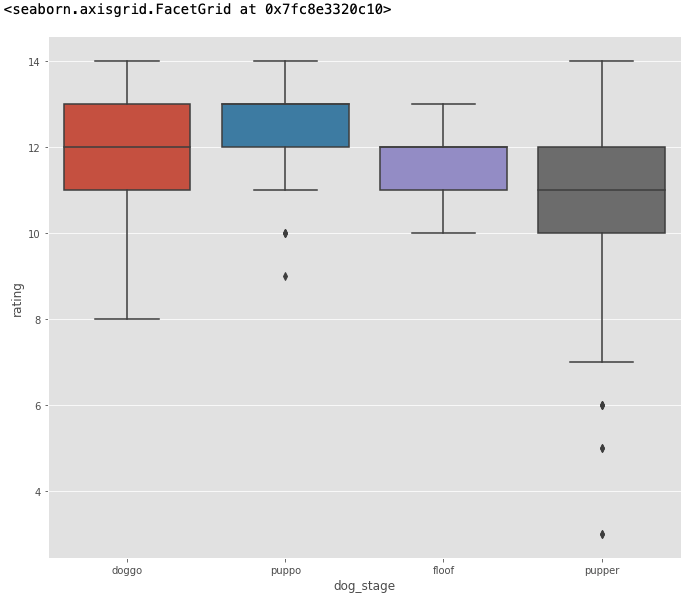 <seaborn.axisgrid.FacetGrid at 0x7fc8e3320c10>
14
12
10
8
6
4
rating
doggo puppo floof pupper
dog_stage